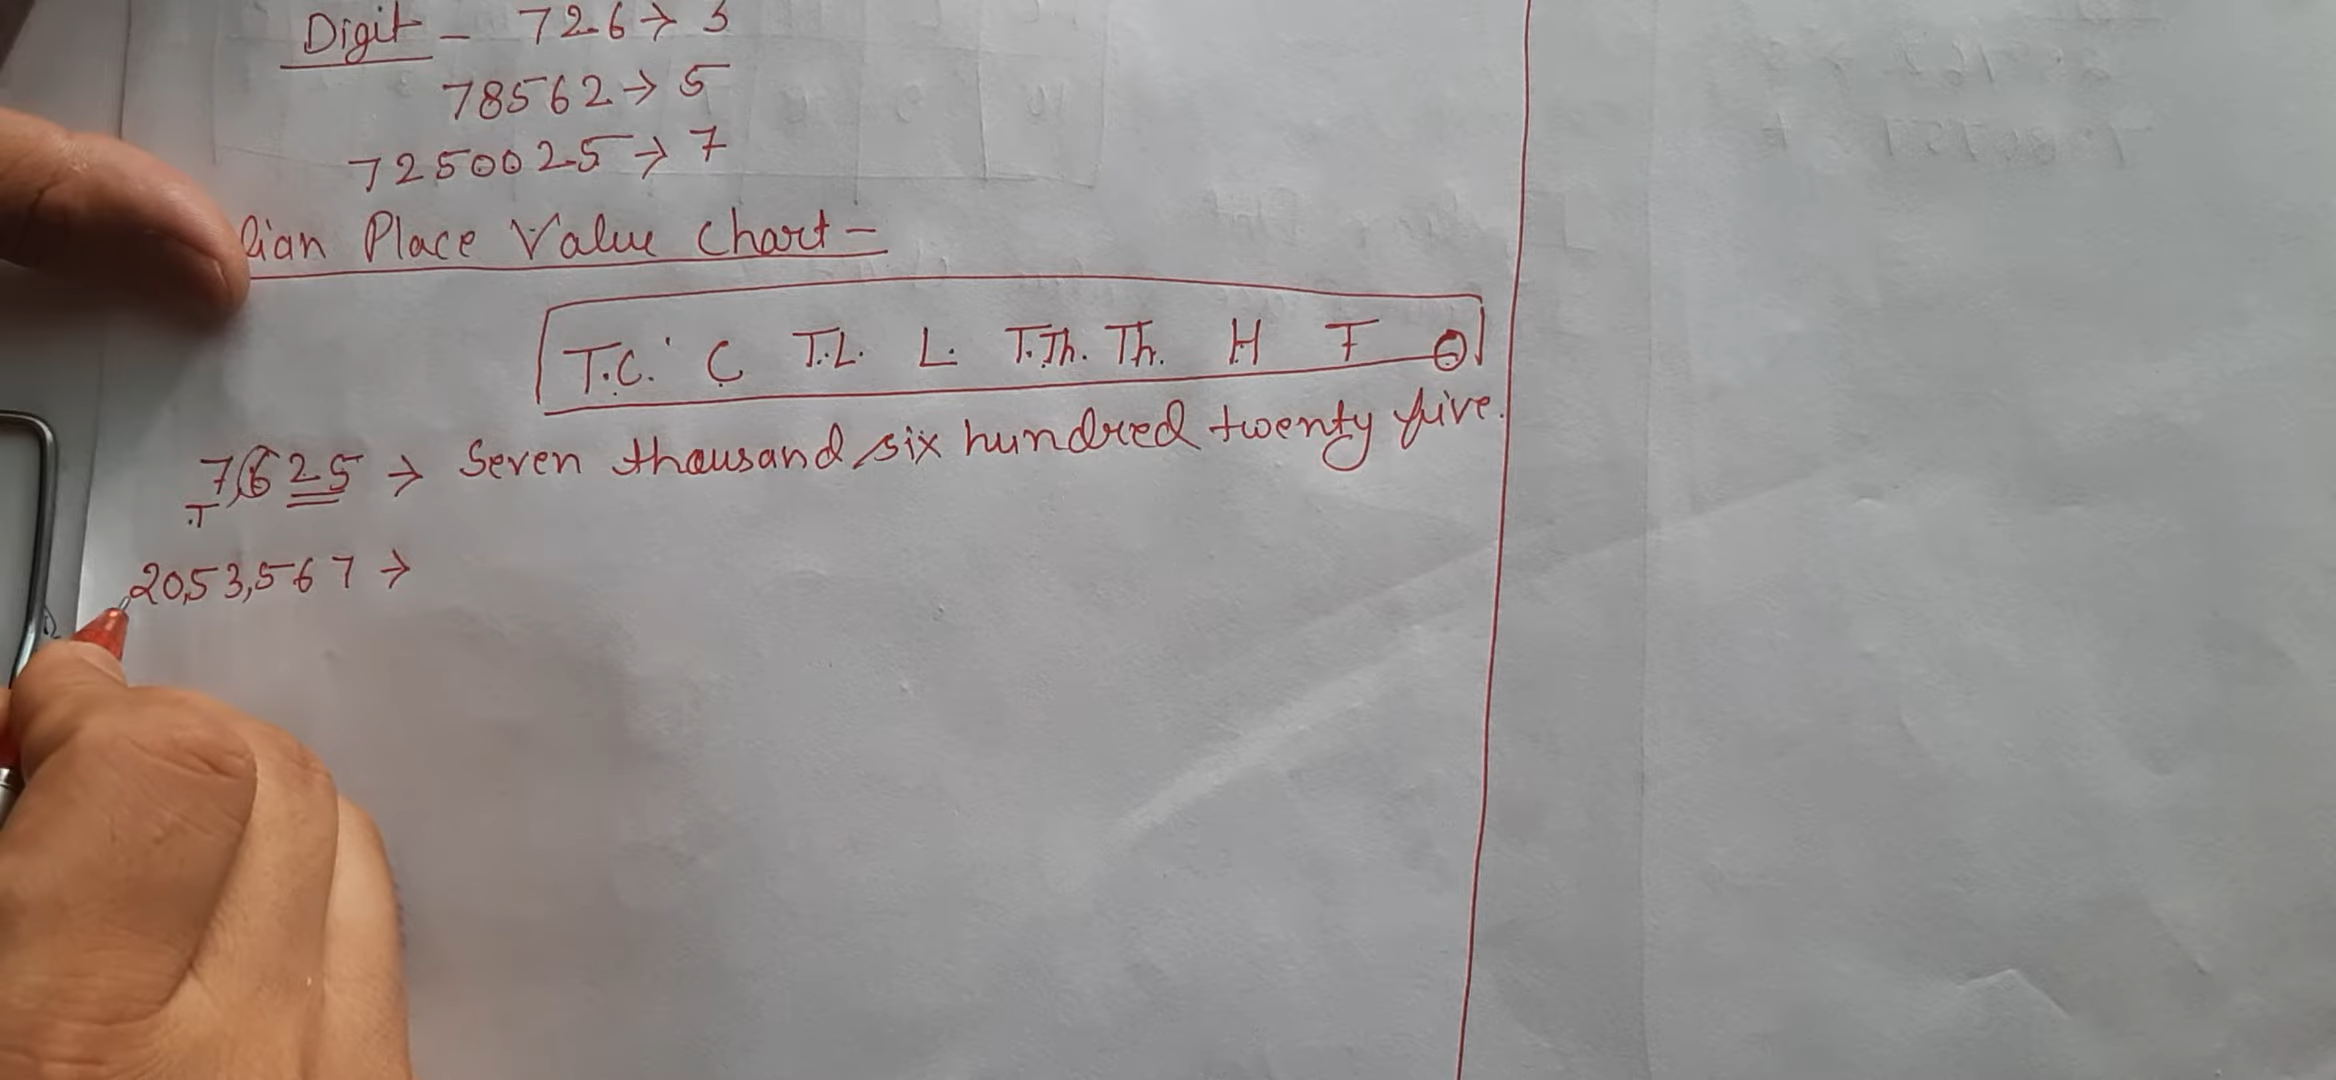 Digit - 726 → 3
78562 → 5
7250025 → 7
dian Place Value Chart -
T.C. C T.L. L. T.Th. Th. H T O
7,625 → Seven thousand six hundred twenty five.
T
20,53,567 →